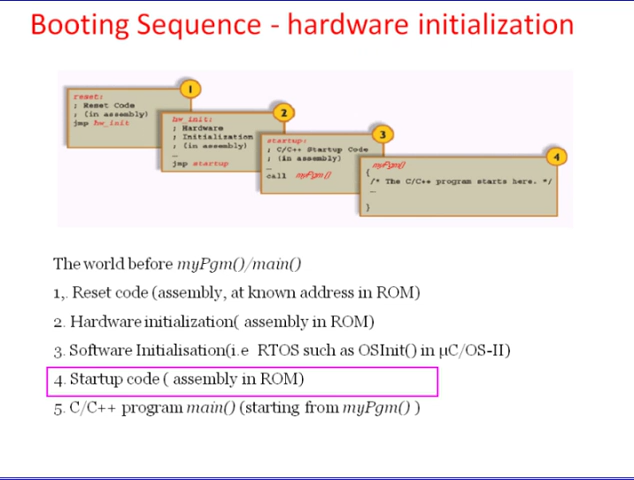 Booting Sequence - hardware initialization
1
reset:
; Reset Code
; (in assembly)
jmp hw_init
2
hw_init:
; Hardware
; Initialization
; (in assembly)
…
jmp startup
3
startup:
; C/C++ Startup Code
; (in assembly)
…
call myPgm()
4
myPgm()
{
/* The C/C++ program starts here. */
…
}
The world before myPgm()/main()
1,. Reset code (assembly, at known address in ROM)
2. Hardware initialization( assembly in ROM)
3. Software Initialisation(i.e RTOS such as OSInit() in µC/OS-II)
4. Startup code ( assembly in ROM)
5. C/C++ program main() (starting from myPgm() )